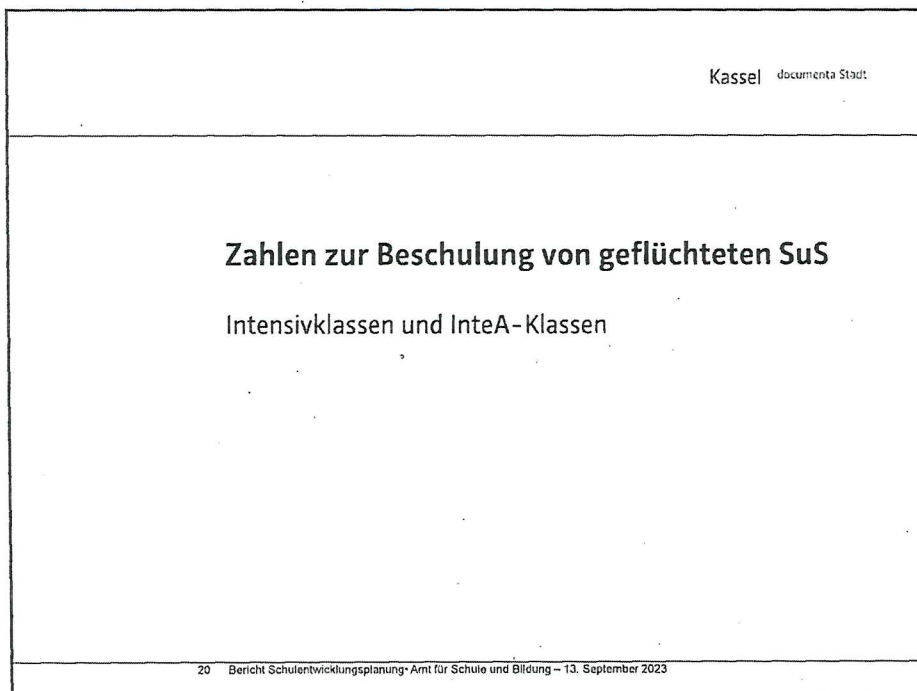 Kassel documenta Stadt
Zahlen zur Beschulung von geflüchteten SuS
Intensivklassen und InteA-Klassen
20 Bericht Schulentwicklungsplanung• Amt für Schule und Bildung – 13. September 2023